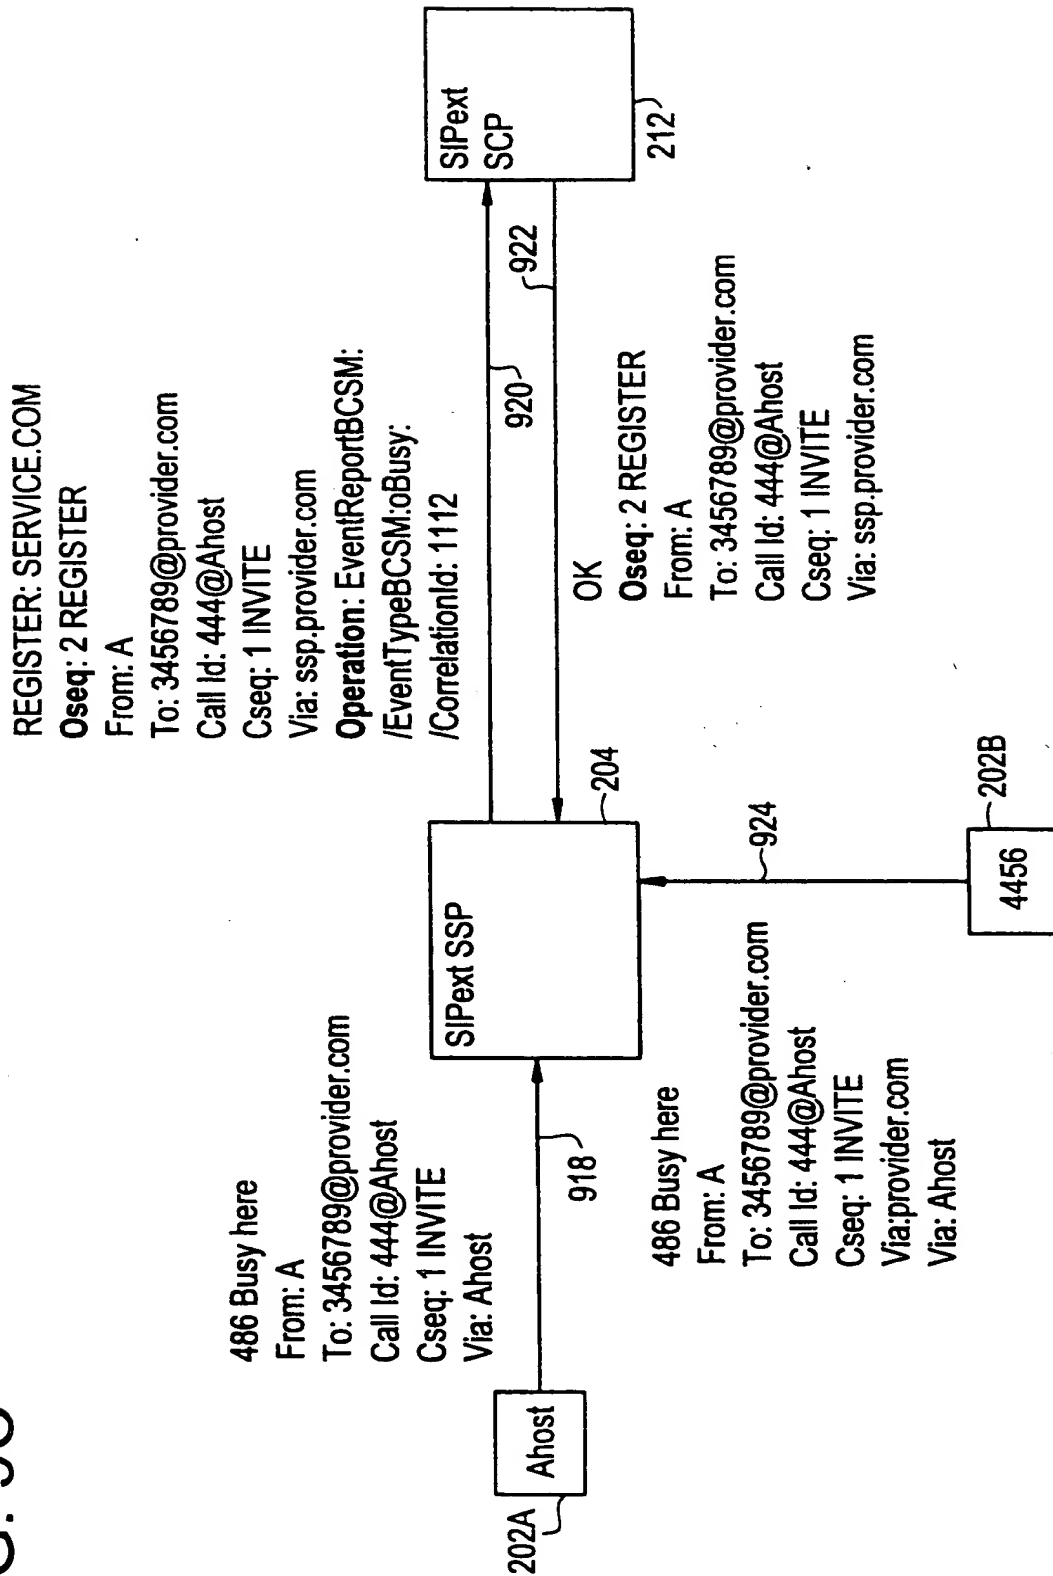 REGISTER: SERVICE.COM
Oseq: 2 REGISTER
From: A
To: 3456789@provider.com
Call Id: 444@Ahost
Cseq: 1 INVITE
Via: ssp.provider.com
Operation: EventReportBCSM:
/EventTypeBCSM:oBusy:
/CorrelationId: 1112
486 Busy here
From: A
To: 3456789@provider.com
Call Id: 444@Ahost
Cseq: 1 INVITE
Via: Ahost
Ahost
202A
918
SIPext SSP
204
920
922
SIPext
SCP
212
OK
Oseq: 2 REGISTER
From: A
To: 3456789@provider.com
Call Id: 444@Ahost
Cseq: 1 INVITE
Via: ssp.provider.com
486 Busy here
From: A
To: 3456789@provider.com
Call Id: 444@Ahost
Cseq: 1 INVITE
Via:provider.com
Via: Ahost
924
4456
202B